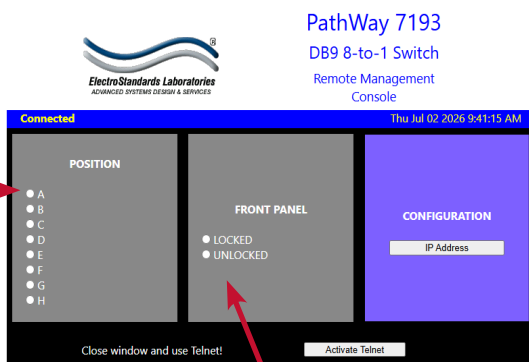 PathWay 7193
DB9 8-to-1 Switch
Remote Management
Console
®
ElectroStandards Laboratories
ADVANCED SYSTEMS DESIGN & SERVICES
Connected
Thu Jul 02 2026 9:41:15 AM
POSITION
A
B
C
D
E
F
G
H
FRONT PANEL
LOCKED
UNLOCKED
CONFIGURATION
IP Address
Close window and use Telnet!
Activate Telnet